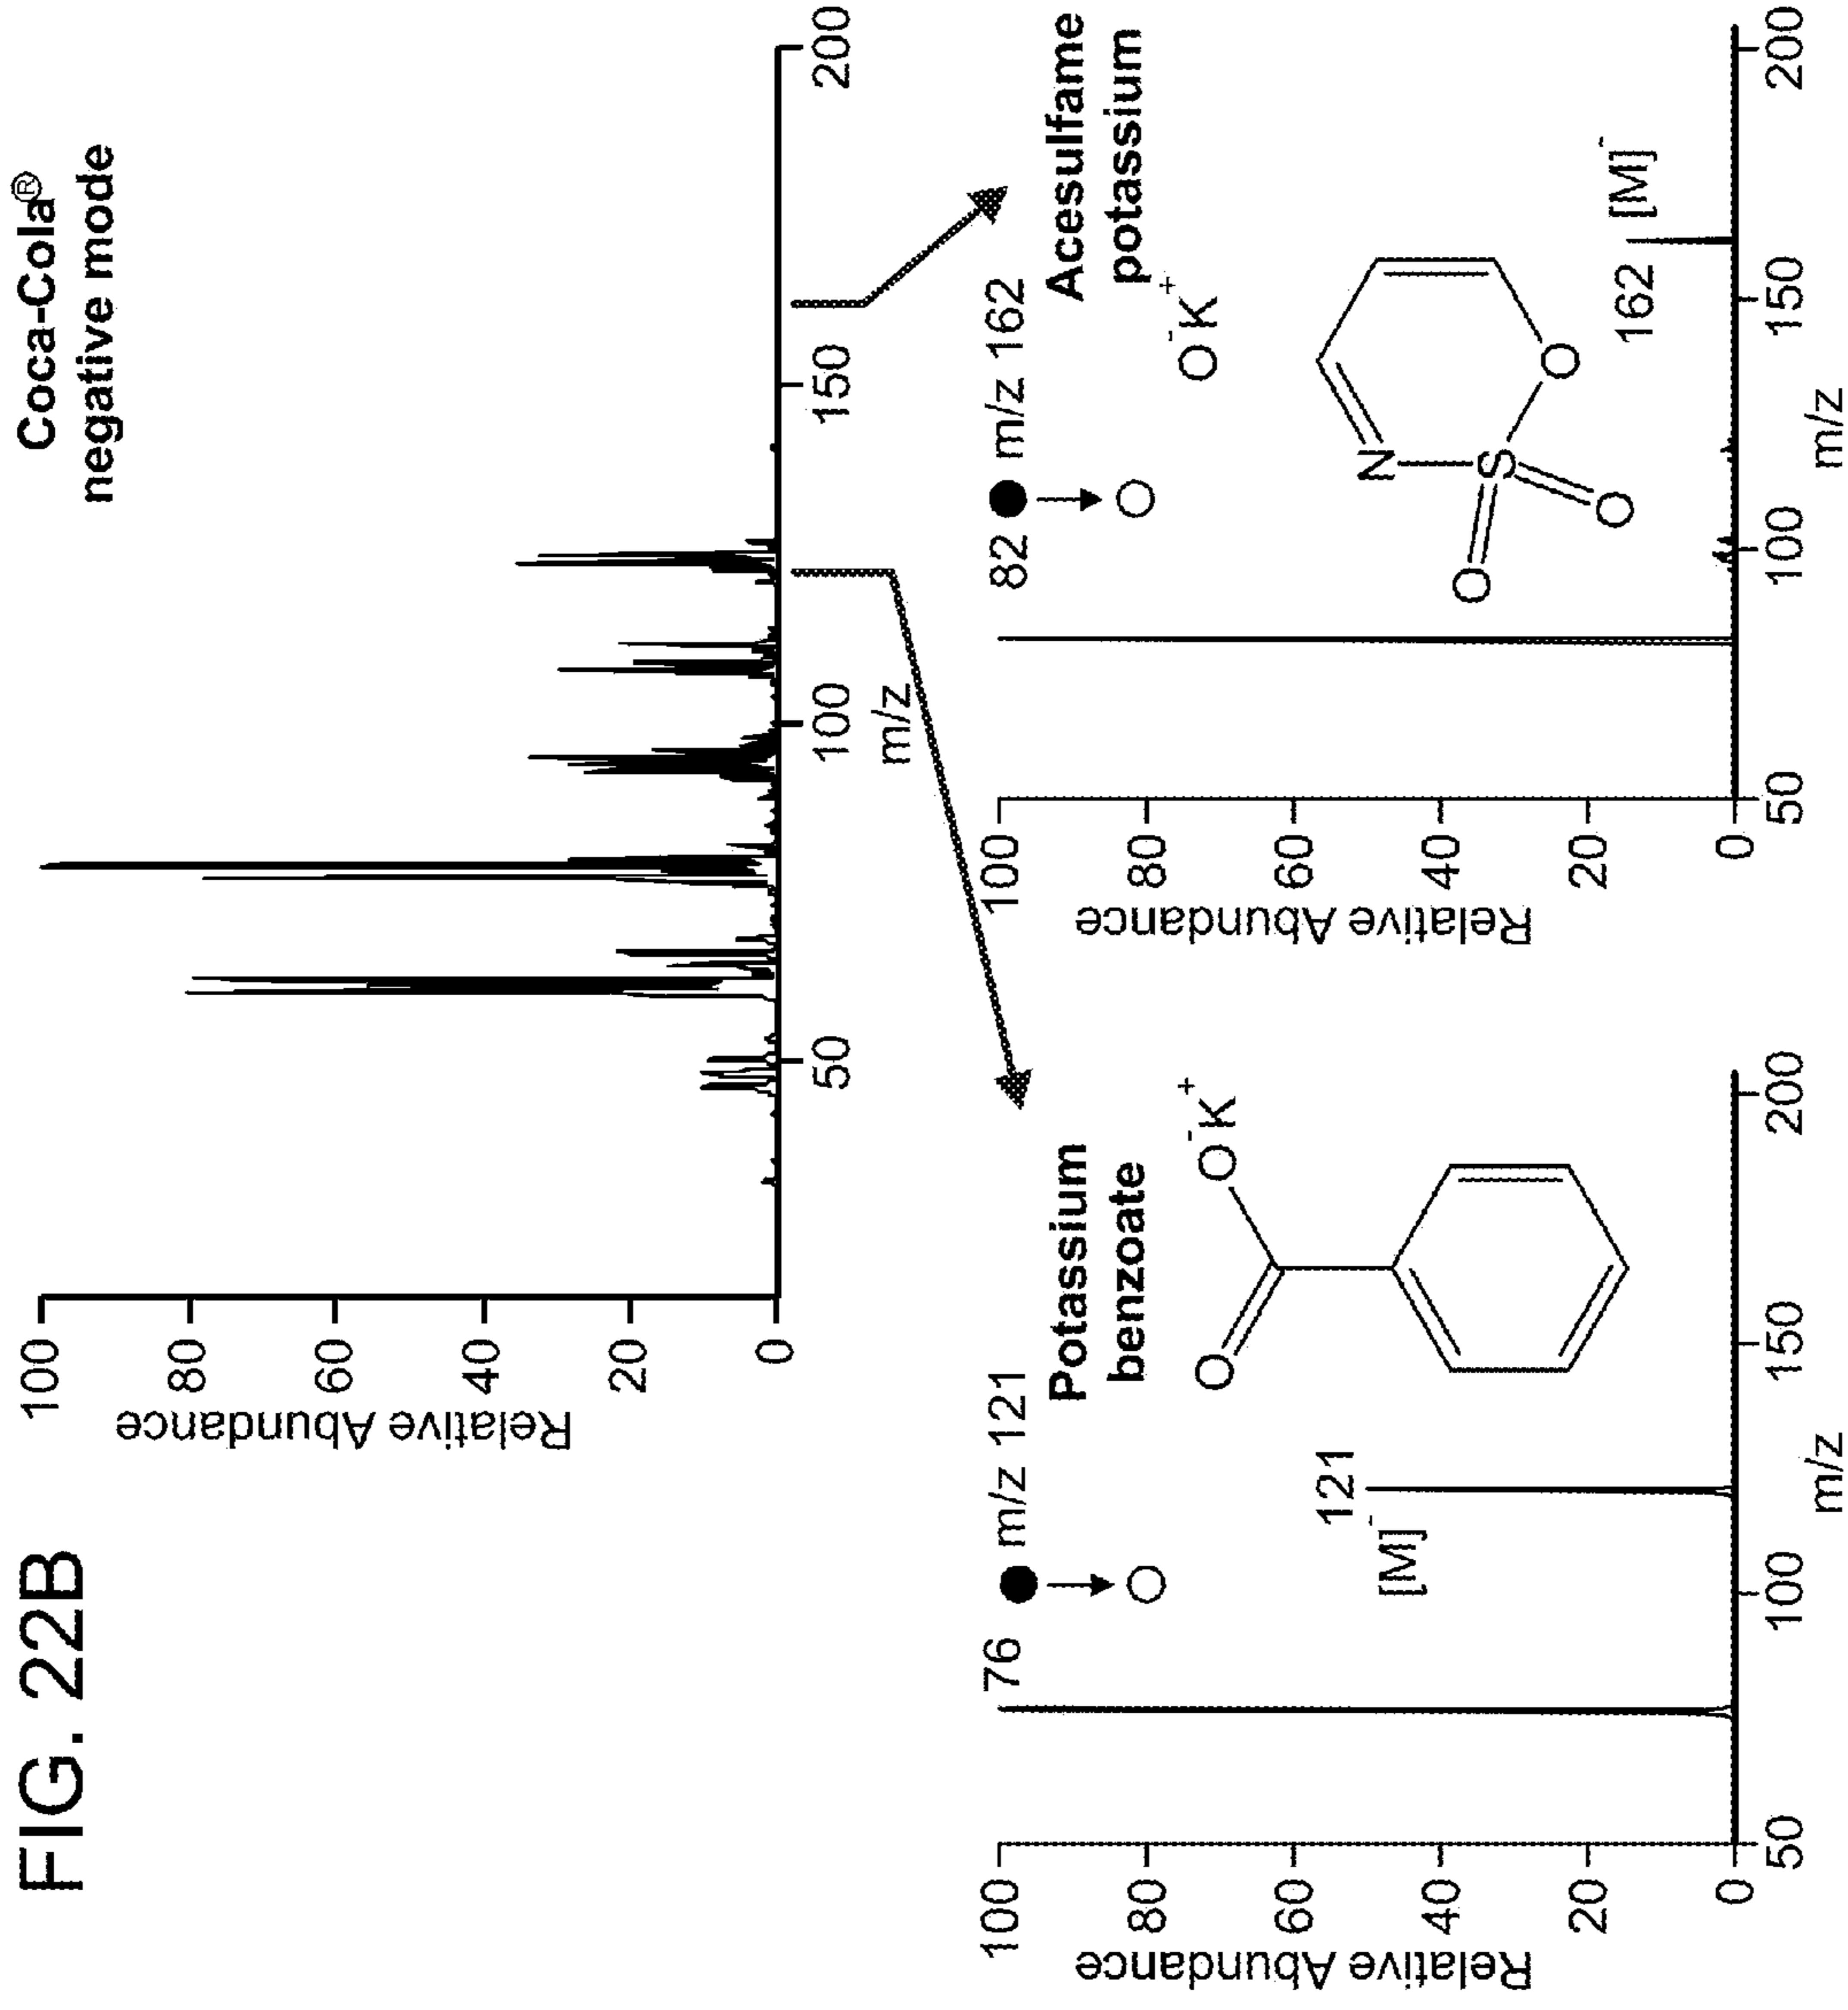 FIG. 22B
Coca-Cola®
negative mode
Relative Abundance
100
80
60
40
20
0
50
100
150
200
m/z
76
m/z 121
Potassium
benzoate
O
O⁻K⁺
121
[M]⁻
Relative Abundance
100
80
60
40
20
0
50
100
150
200
m/z
82
m/z 162
Acesulfame
potassium
O⁻K⁺
N
S
O
O
O
162
[M]⁻
Relative Abundance
100
80
60
40
20
0
50
100
150
200
m/z